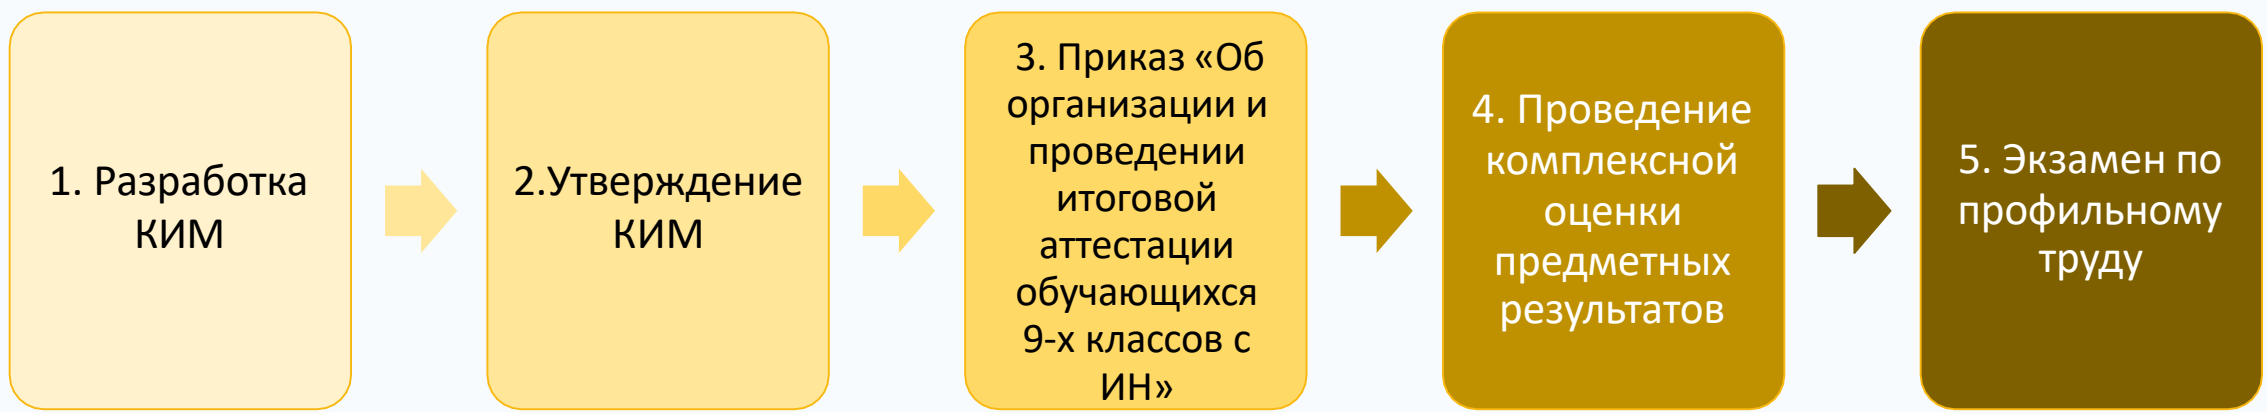 1. Разработка
КИМ
2.Утверждение
КИМ
3. Приказ «Об
организации и
проведении
итоговой
аттестации
обучающихся
9-х классов с
ИН»
4. Проведение
комплексной
оценки
предметных
результатов
5. Экзамен по
профильному
труду